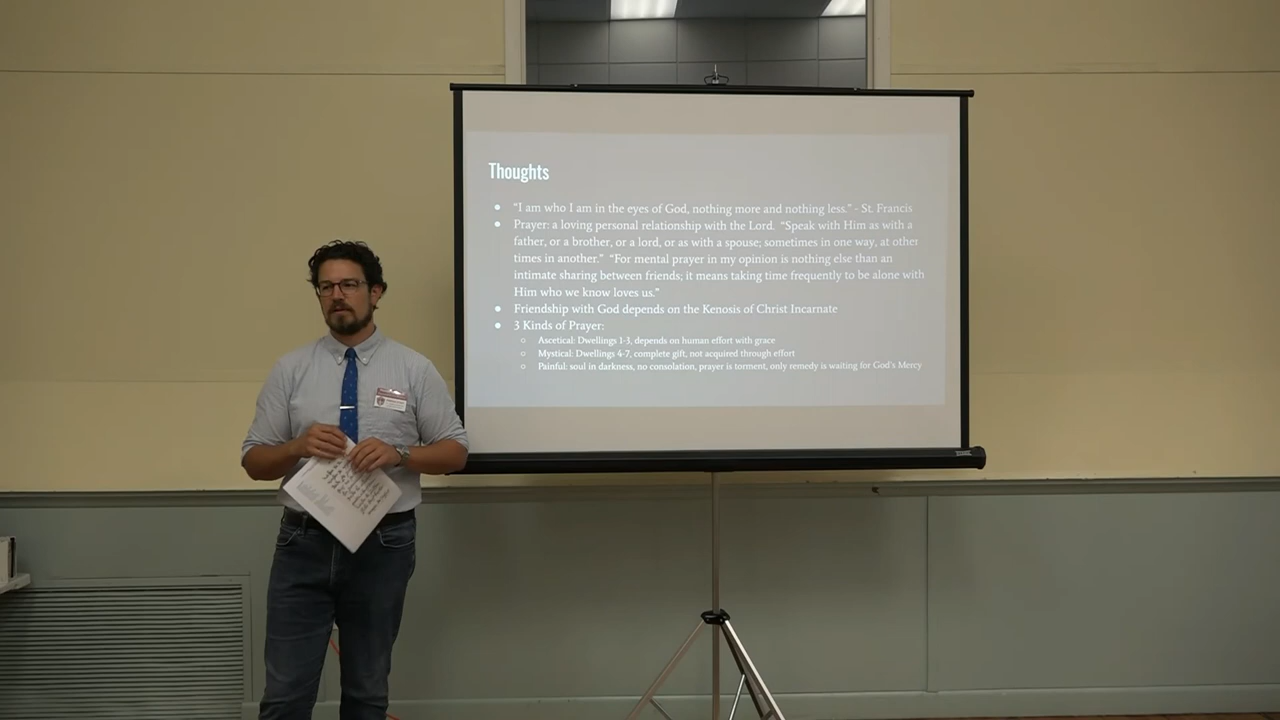 Thoughts
● "I am who I am in the eyes of God, nothing more and nothing less." - St. Francis
● Prayer: a loving personal relationship with the Lord. "Speak with Him as with a
father, or a brother, or a lord, or as with a spouse; sometimes in one way, at other
times in another." "For mental prayer in my opinion is nothing else than an
intimate sharing between friends; it means taking time frequently to be alone with
Him who we know loves us."
● Friendship with God depends on the Kenosis of Christ Incarnate
● 3 Kinds of Prayer:
○ Ascetical: Dwellings 1-3, depends on human effort with grace
○ Mystical: Dwellings 4-7, complete gift, not acquired through effort
○ Painful: soul in darkness, no consolation, prayer is torment, only remedy is waiting for God's Mercy